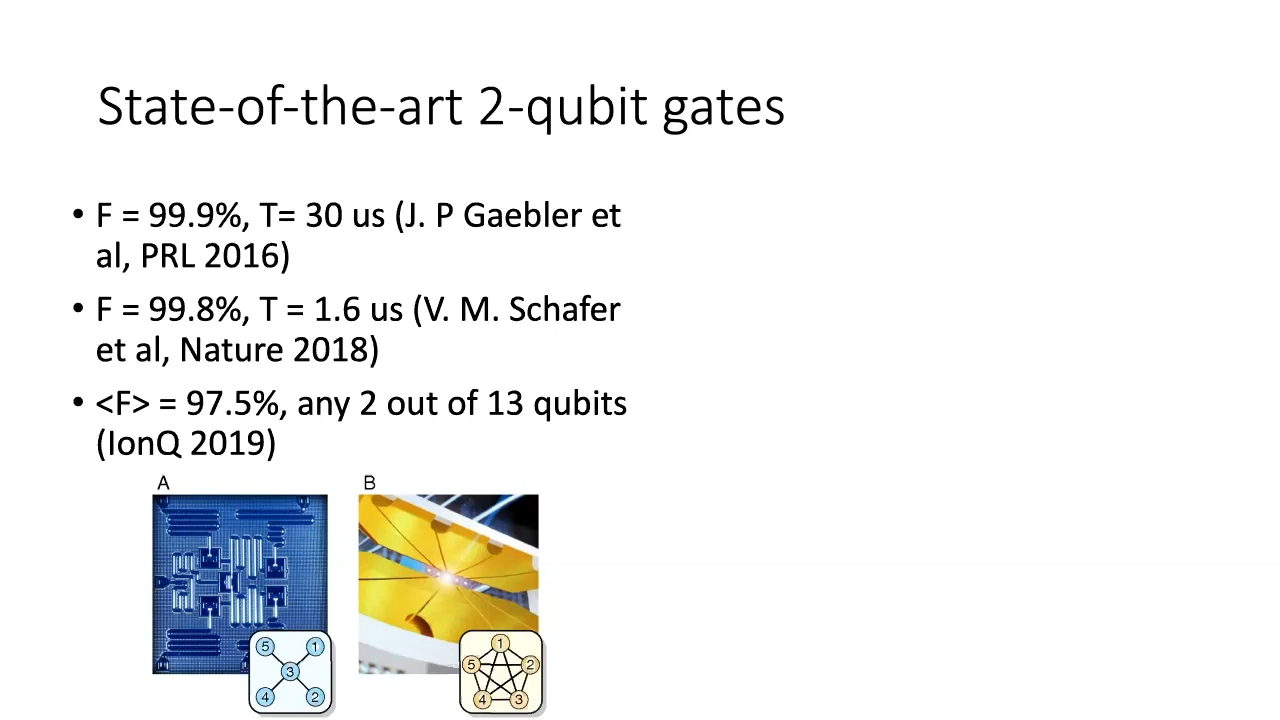 State-of-the-art 2-qubit gates
• F = 99.9%, T= 30 us (J. P Gaebler et
al, PRL 2016)
• F = 99.8%, T = 1.6 us (V. M. Schafer
et al, Nature 2018)
• <F> = 97.5%, any 2 out of 13 qubits
(IonQ 2019)
A
B
5 1
3
4 2
1
5 2
4 3